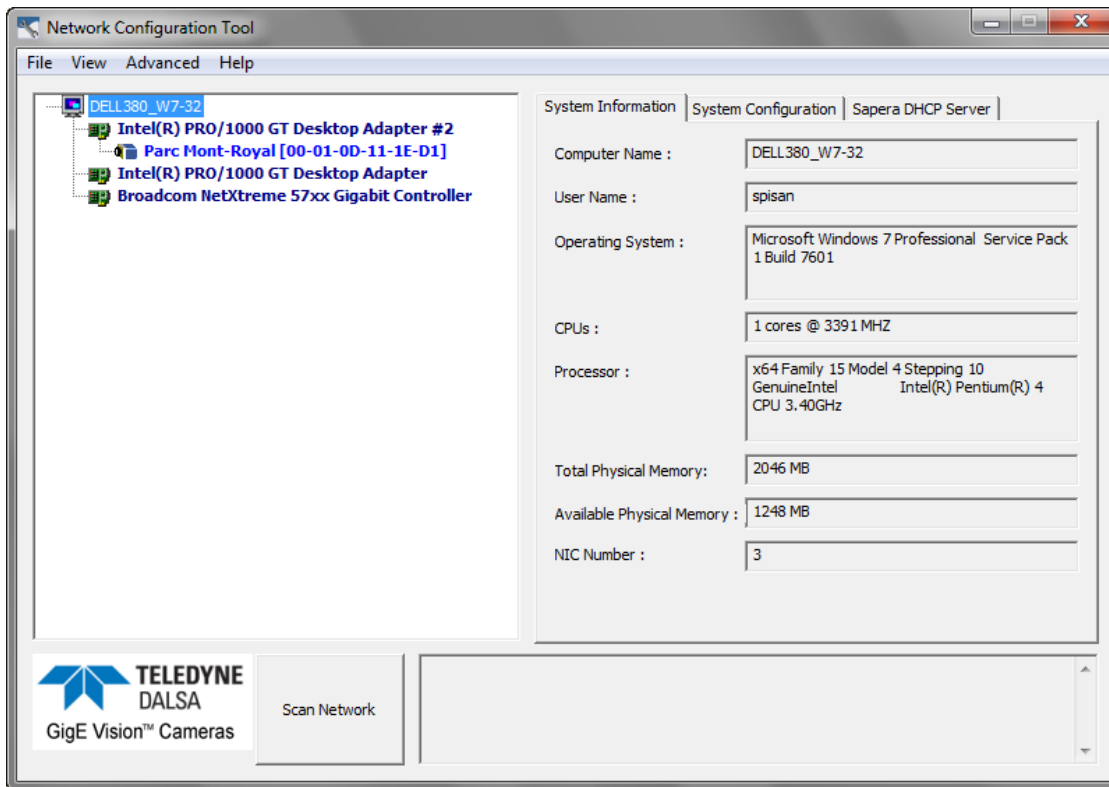 Network Configuration Tool
File View Advanced Help
DELL380_W7-32
Intel(R) PRO/1000 GT Desktop Adapter #2
Parc Mont-Royal [00-01-0D-11-1E-D1]
Intel(R) PRO/1000 GT Desktop Adapter
Broadcom NetXtreme 57xx Gigabit Controller
System Information System Configuration Sapera DHCP Server
Computer Name : DELL380_W7-32
User Name : spisan
Operating System : Microsoft Windows 7 Professional Service Pack
1 Build 7601
CPUs : 1 cores @ 3391 MHZ
Processor : x64 Family 15 Model 4 Stepping 10
GenuineIntel Intel(R) Pentium(R) 4
CPU 3.40GHz
Total Physical Memory: 2046 MB
Available Physical Memory : 1248 MB
NIC Number : 3
TELEDYNE
DALSA
GigE Vision™ Cameras
Scan Network